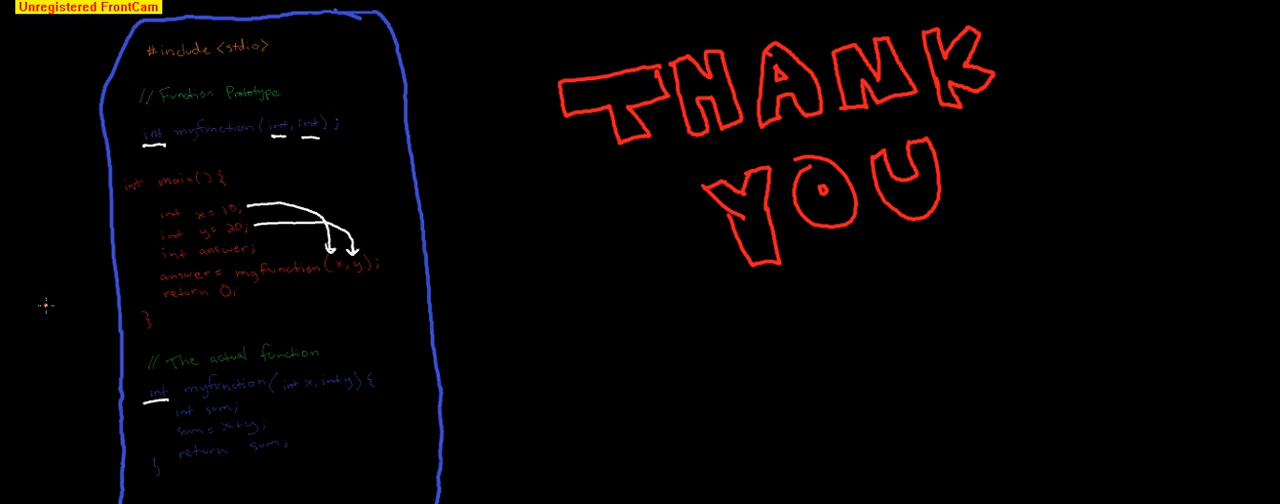 Unregistered FrontCam
#include <stdio>
// Function Prototype
int myfunction(int, int);
int main() {
int x= 10;
int y= 20;
int answer;
answer= myfunction(x,y);
return 0;
}
// The actual function
int myfunction(int x, int y) {
int sum;
sum= x+y;
return sum;
}
THANK
YOU